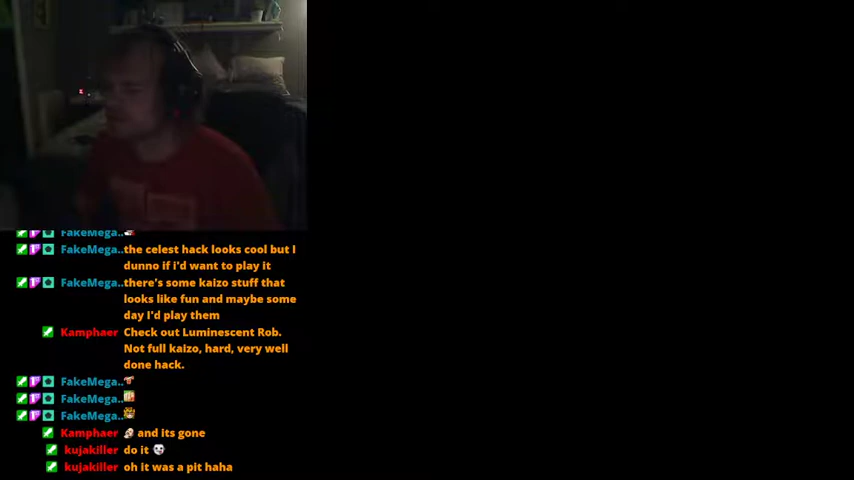 FakeMega..
FakeMega.. the celest hack looks cool but I
dunno if i'd want to play it
FakeMega.. there's some kaizo stuff that
looks like fun and maybe some
day I'd play them
Kamphaer Check out Luminescent Rob.
Not full kaizo, hard, very well
done hack.
FakeMega..
FakeMega..
FakeMega..
Kamphaer and its gone
kujakiller do it
kujakiller oh it was a pit haha